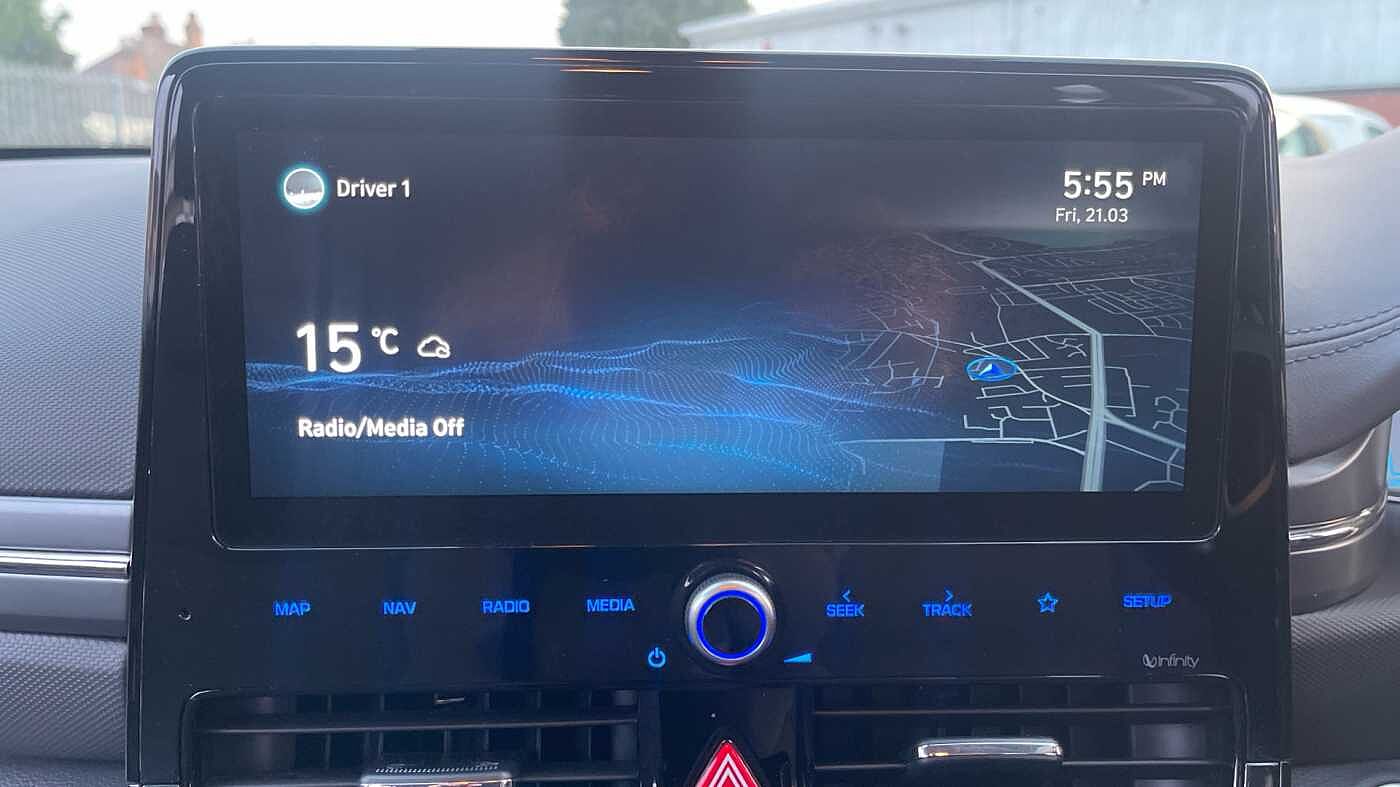 Driver 1
5:55 PM
Fri, 21.03
15 °C
Radio/Media Off
MAP NAV RADIO MEDIA SEEK TRACK SETUP
infinity